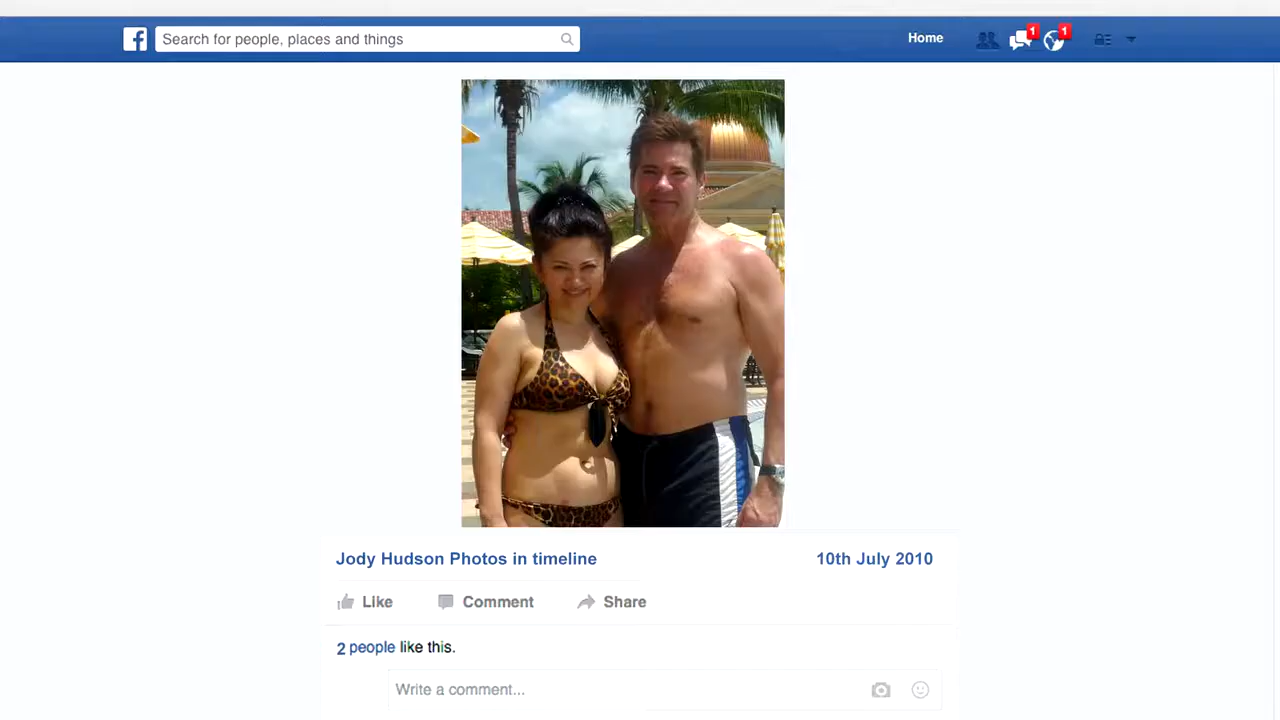 f Search for people, places and things Home 1 1
Jody Hudson Photos in timeline 10th July 2010
Like Comment Share
2 people like this.
Write a comment...